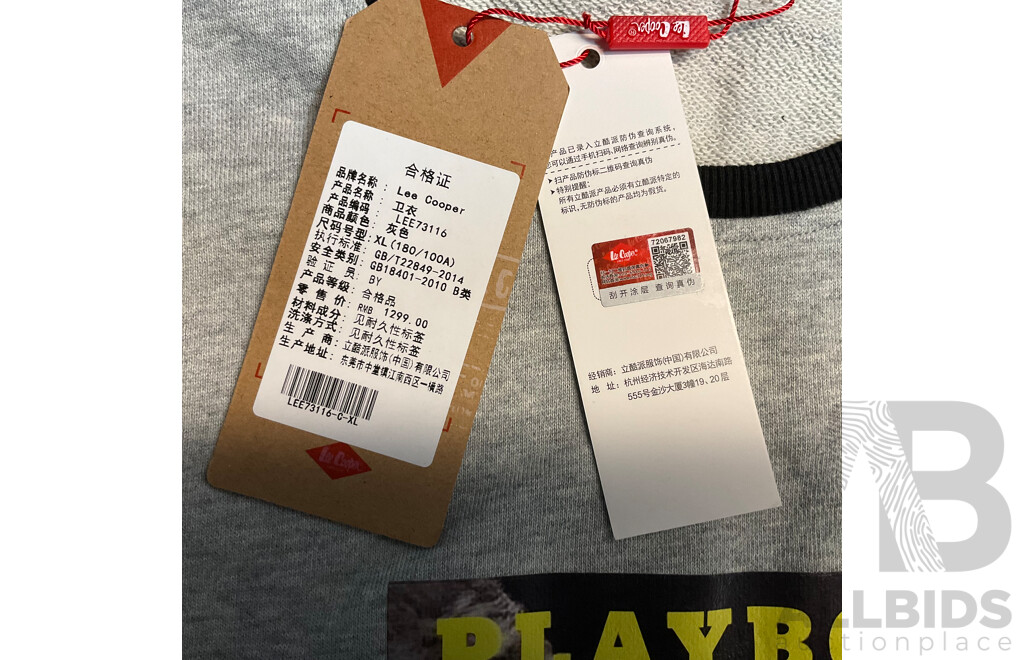 Lee Cooper
合格证
品牌名称: Lee Cooper
产品名称: 卫衣
产品编码: LEE73116
商品颜色: 灰色
尺码号型: XL(180/100A)
执行标准: GB/T22849-2014
安全类别: GB18401-2010 B类
验 证 员: BY
产品等级: 合格品
零 售 价: RMB 1299.00
材料成分: 见耐久性标签
洗涤方式: 见耐久性标签
生 产 商: 立酷派服饰(中国)有限公司
生产地址: 东莞市中堂镇江南西区一横路
LEE73116-C-XL
Lee Cooper
产品已录入立酷派防伪查询系统,
您可以通过手机扫码、网络查询辨别真伪。
扫产品防伪标二维码查询真伪
特别提醒:
所有立酷派产品必须有立酷派特定的
标识,无防伪标的产品均为假货。
72067982
Lee Cooper
刮开涂层 查询真伪
经销商: 立酷派服饰(中国)有限公司
地 址: 杭州经济技术开发区海达南路
555号金沙大厦3幢19、20层
PLAYBO
ALLBIDS
auctionplace